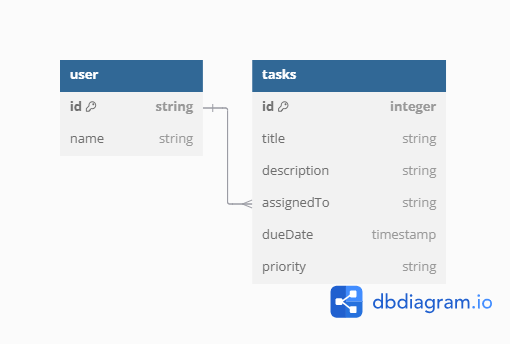 user
id string
name string
tasks
id integer
title string
description string
assignedTo string
dueDate timestamp
priority string
dbdiagram.io